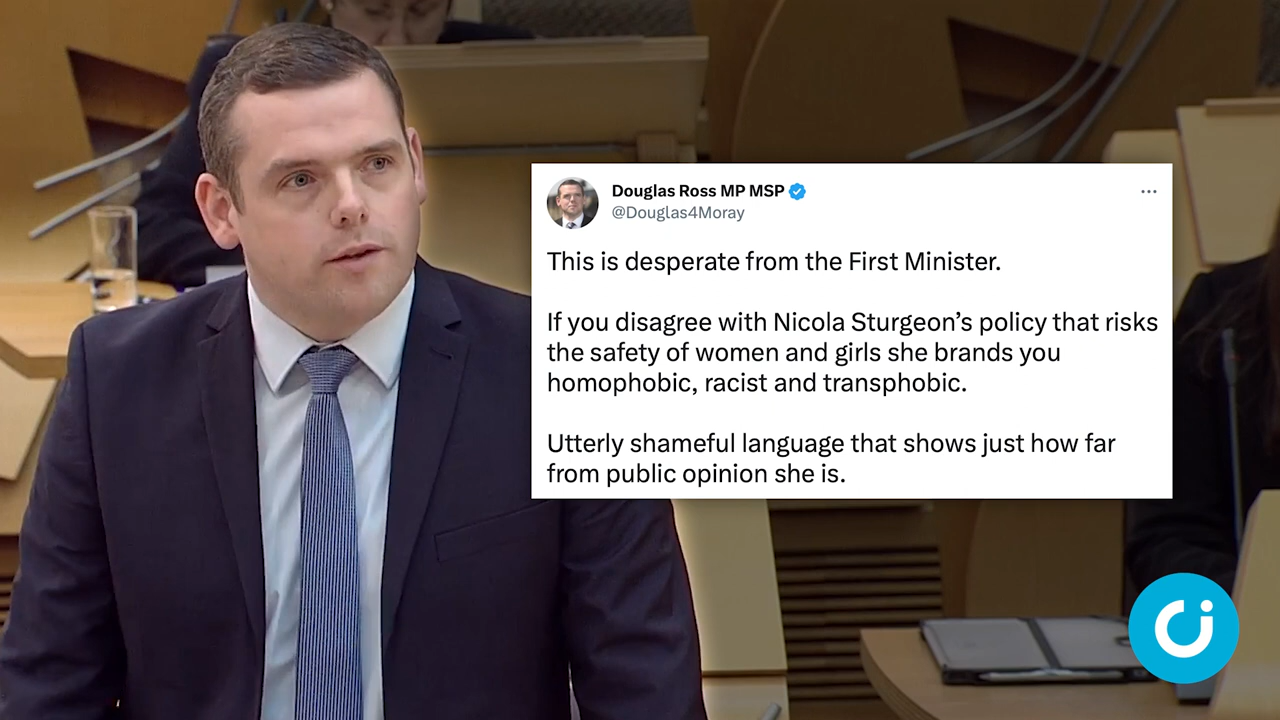 Douglas Ross MP MSP
@Douglas4Moray
This is desperate from the First Minister.
If you disagree with Nicola Sturgeon’s policy that risks
the safety of women and girls she brands you
homophobic, racist and transphobic.
Utterly shameful language that shows just how far
from public opinion she is.
Ci